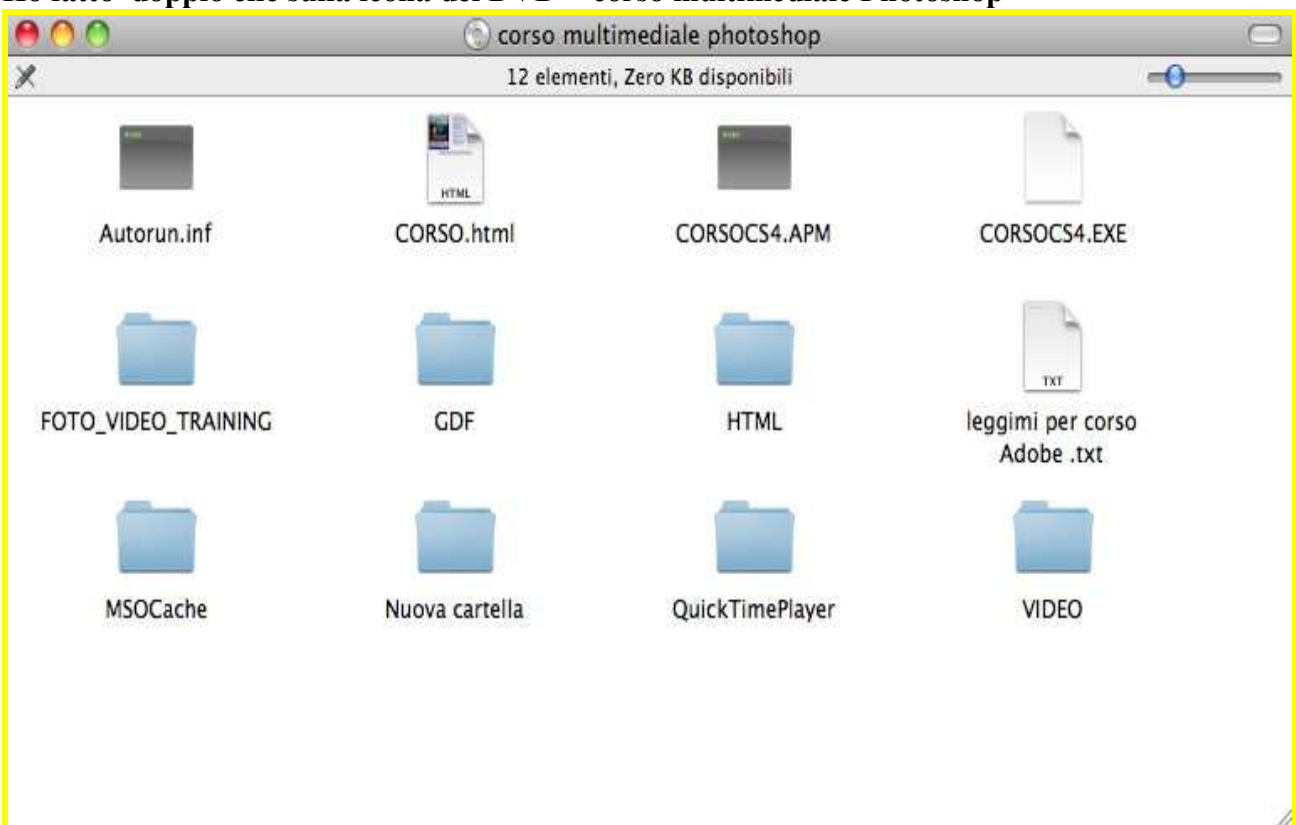 corso multimediale photoshop
12 elementi, Zero KB disponibili
Autorun.inf
CORSO.html
CORSOCS4.APM
CORSOCS4.EXE
HTML
FOTO_VIDEO_TRAINING
GDF
HTML
leggimi per corso
Adobe .txt
TXT
MSOCache
Nuova cartella
QuickTimePlayer
VIDEO